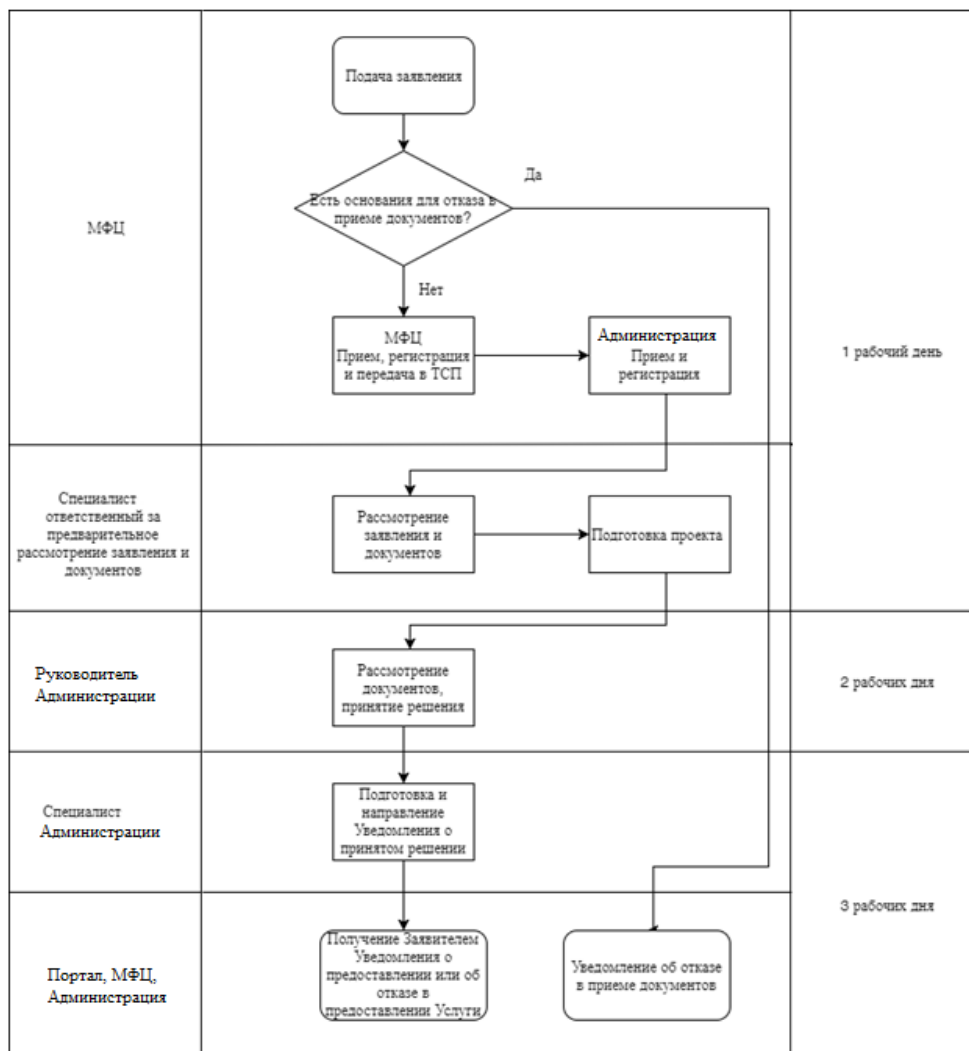 Подача заявления
Да
Есть основания для отказа в
приеме документов?
МФЦ
Нет
МФЦ
Прием, регистрация
и передача в ТСП
Администрация
Прием и
регистрация
1 рабочий день
Специалист
ответственный за
предварительное
рассмотрение заявления и
документов
Рассмотрение
заявления и
документов
Подготовка проекта
Руководитель
Администрации
Рассмотрение
документов,
принятие решения
2 рабочих дня
Специалист
Администрации
Подготовка и
направление
Уведомления о
принятом решении
3 рабочих дня
Портал, МФЦ,
Администрация
Получение Заявителем
Уведомления о
предоставлении или об
отказе в
предоставлении Услуги
Уведомление об отказе
в приеме документов